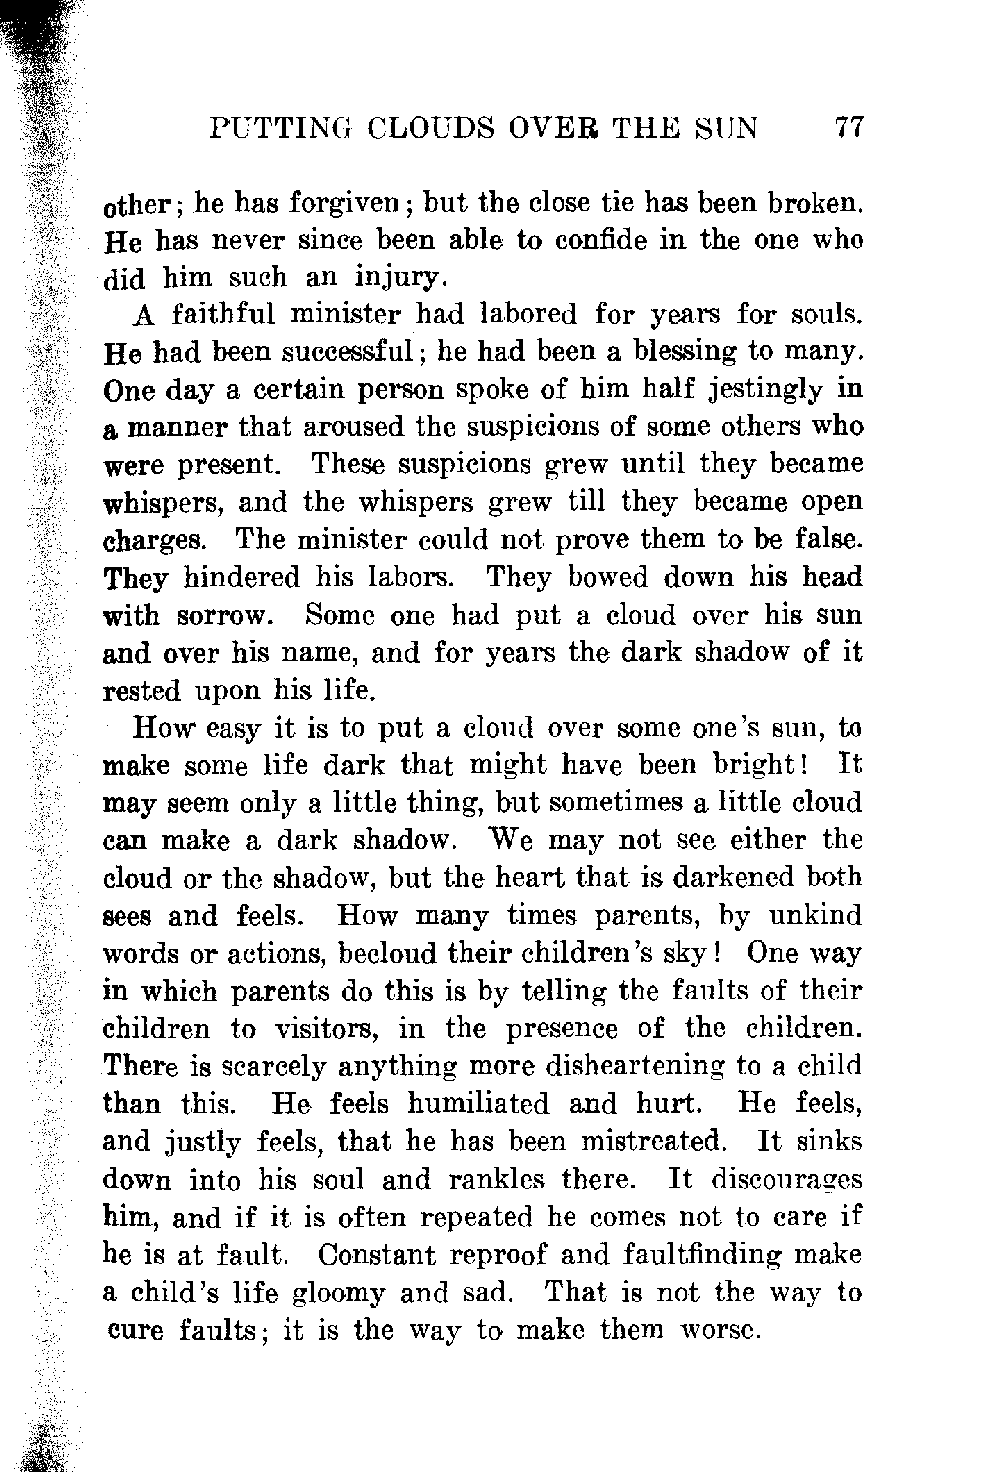 PUTTING CLOUDS OVER THE SUN 77
other; he has forgiven; but the close tie has been broken.
He has never since been able to confide in the one who
did him such an injury.
A faithful minister had labored for years for souls.
He had been successful; he had been a blessing to many.
One day a certain person spoke of him half jestingly in
a manner that aroused the suspicions of some others who
were present. These suspicions grew until they became
whispers, and the whispers grew till they became open
charges. The minister could not prove them to be false.
They hindered his labors. They bowed down his head
with sorrow. Some one had put a cloud over his sun
and over his name, and for years the dark shadow of it
rested upon his life.
How easy it is to put a cloud over some one's sun, to
make some life dark that might have been bright! It
may seem only a little thing, but sometimes a little cloud
can make a dark shadow. We may not see either the
cloud or the shadow, but the heart that is darkened both
sees and feels. How many times parents, by unkind
words or actions, becloud their children's sky! One way
in which parents do this is by telling the faults of their
children to visitors, in the presence of the children.
There is scarcely anything more disheartening to a child
than this. He feels humiliated and hurt. He feels,
and justly feels, that he has been mistreated. It sinks
down into his soul and rankles there. It discourages
him, and if it is often repeated he comes not to care if
he is at fault. Constant reproof and faultfinding make
a child's life gloomy and sad. That is not the way to
cure faults; it is the way to make them worse.